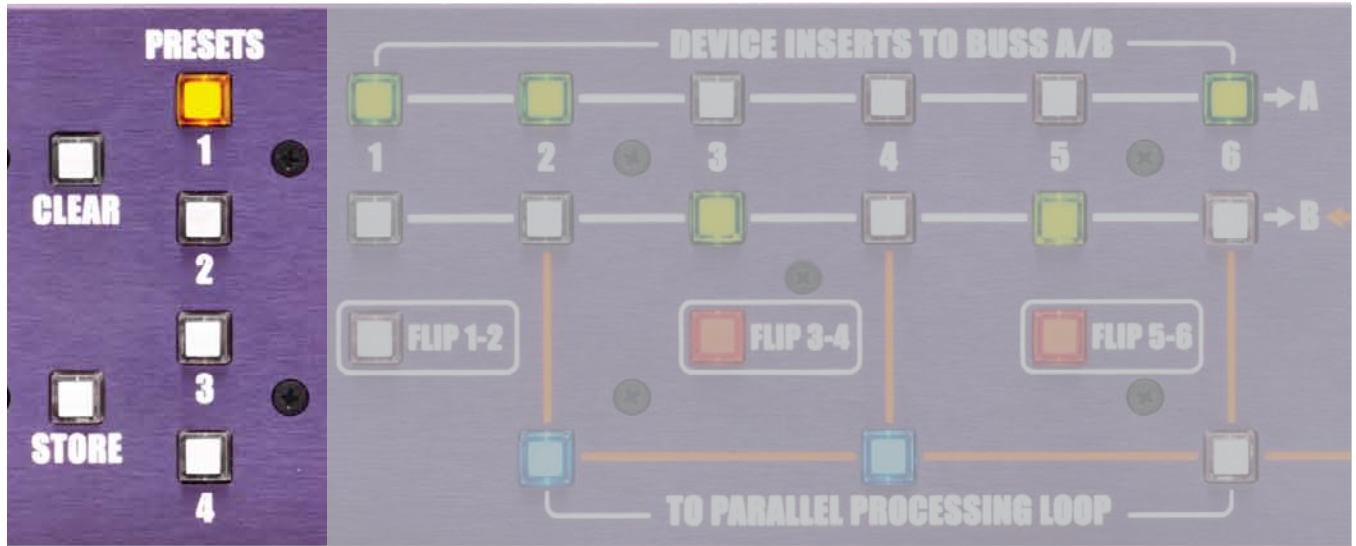 PRESETS
1
CLEAR
2
3
STORE
4
DEVICE INSERTS TO BUSS A/B
A
1 2 3 4 5 6
B
FLIP 1-2 FLIP 3-4 FLIP 5-6
TO PARALLEL PROCESSING LOOP